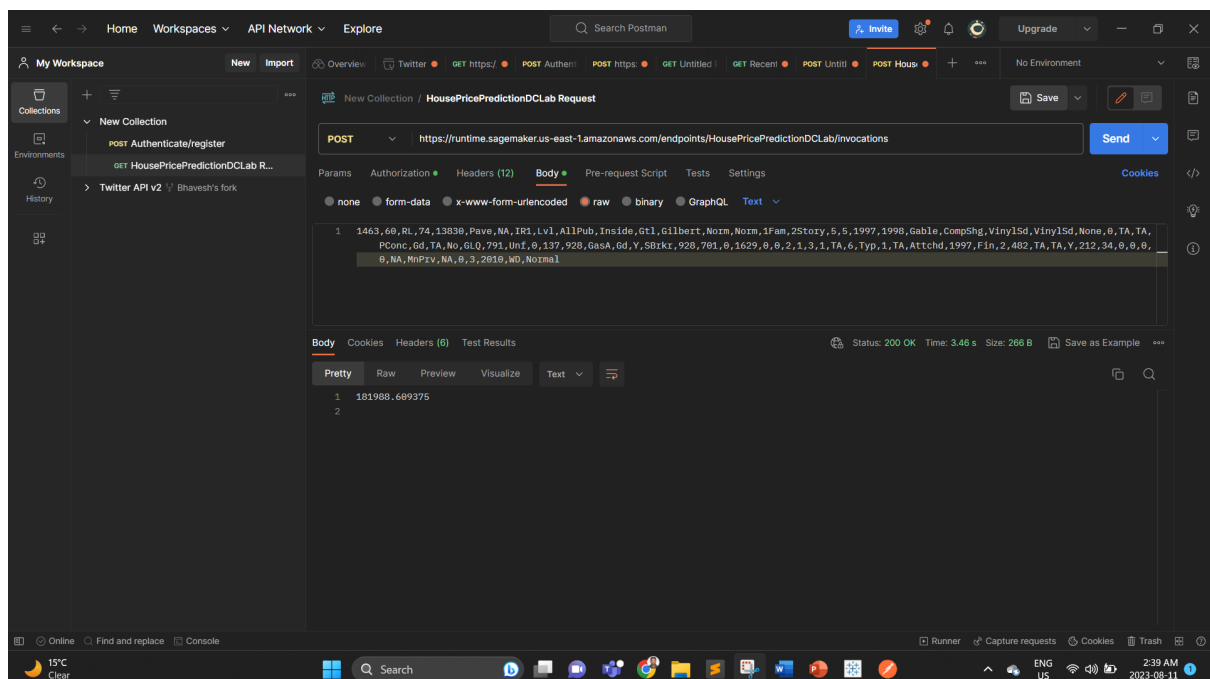 Home Workspaces API Network Explore Search Postman Invite Upgrade
My Workspace New Import Overview Twitter GET https:/ POST Authent POST https: GET Untitled GET Recent POST Untitl POST House No Environment
Collections
New Collection / HousePricePredictionDCLab Request Save
New Collection
Environments
POST Authenticate/register
POST https://runtime.sagemaker.us-east-1.amazonaws.com/endpoints/HousePricePredictionDCLab/invocations Send
GET HousePricePredictionDCLab R...
History
Twitter API v2 Bhavesh's fork
Params Authorization Headers (12) Body Pre-request Script Tests Settings Cookies
none form-data x-www-form-urlencoded raw binary GraphQL Text
1 1463,60,RL,74,13830,Pave,NA,IR1,Lvl,AllPub,Inside,Gtl,Gilbert,Norm,Norm,1Fam,2Story,5,5,1997,1998,Gable,CompShg,VinylSd,VinylSd,None,0,TA,TA,
PConc,Gd,TA,No,GLQ,791,Unf,0,137,928,GasA,Gd,Y,SBrkr,928,701,0,1629,0,0,2,1,3,1,TA,6,Typ,1,TA,Attchd,1997,Fin,2,482,TA,TA,Y,212,34,0,0,0,
0,NA,MnPrv,NA,0,3,2010,WD,Normal
Body Cookies Headers (6) Test Results Status: 200 OK Time: 3.46 s Size: 266 B Save as Example
Pretty Raw Preview Visualize Text
1 181988.609375
2
Online Find and replace Console Runner Capture requests Cookies Trash
15°C
Clear
Search
ENG
US
2:39 AM
2023-08-11
1